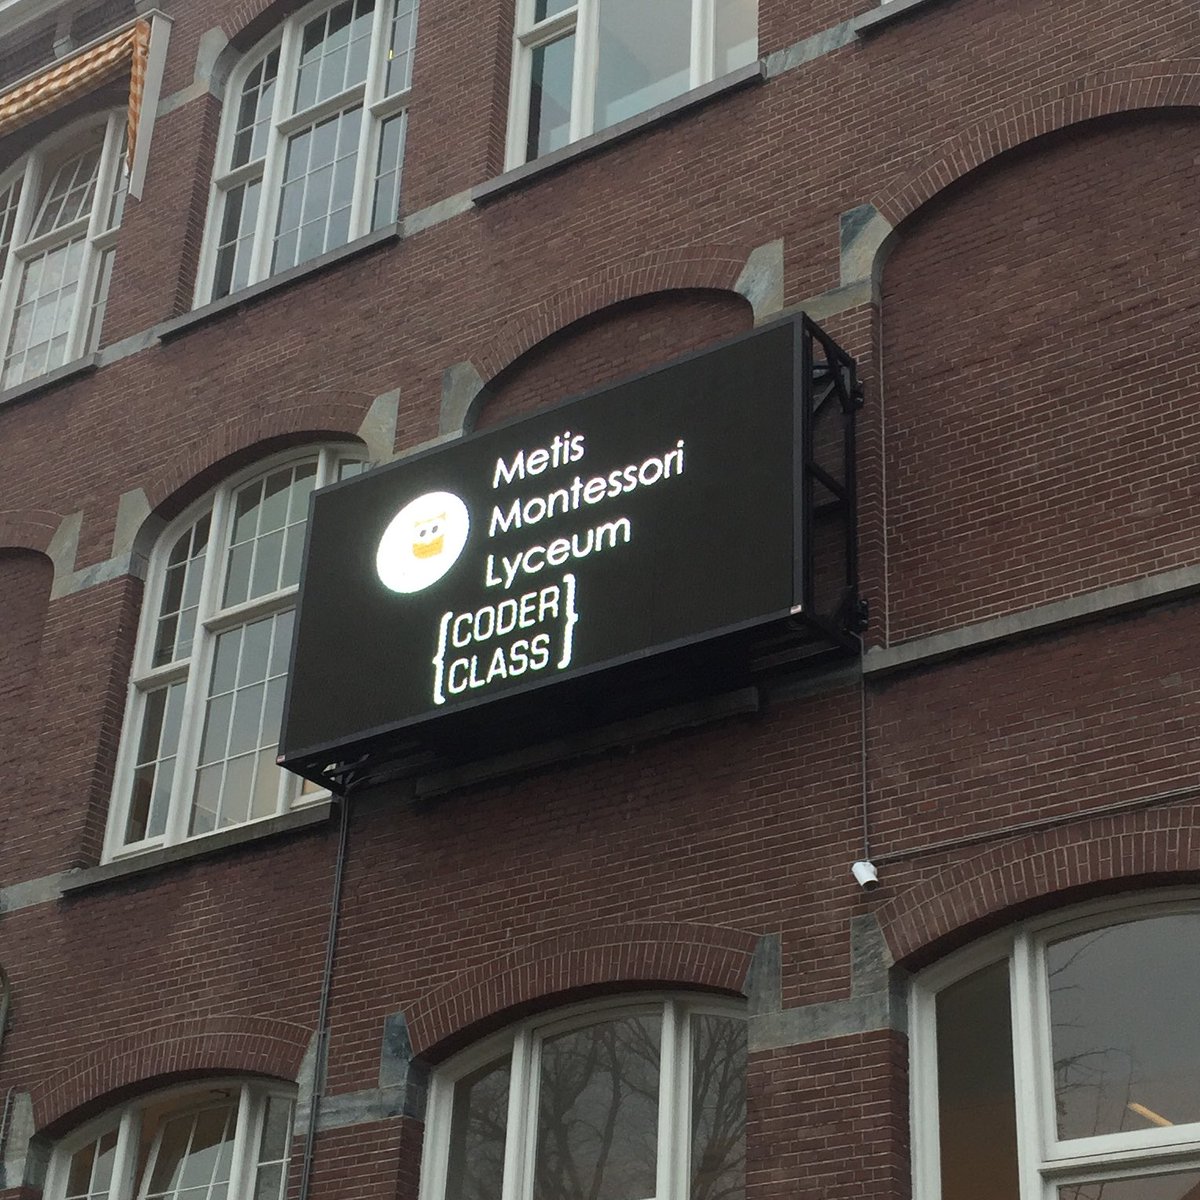 Metis
Montessori
Lyceum
{CODER
CLASS}